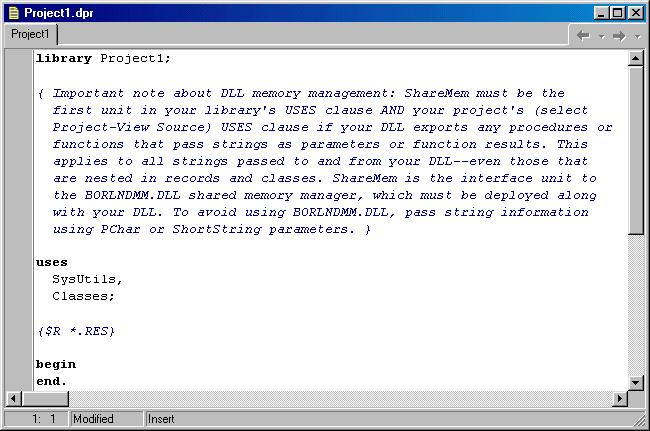 Project1.dpr
Project1
library Project1;
{ Important note about DLL memory management: ShareMem must be the
first unit in your library's USES clause AND your project's (select
Project-View Source) USES clause if your DLL exports any procedures or
functions that pass strings as parameters or function results. This
applies to all strings passed to and from your DLL--even those that
are nested in records and classes. ShareMem is the interface unit to
the BORLNDMM.DLL shared memory manager, which must be deployed along
with your DLL. To avoid using BORLNDMM.DLL, pass string information
using PChar or ShortString parameters. }
uses
SysUtils,
Classes;
{$R *.RES}
begin
end.
1: 1 Modified Insert